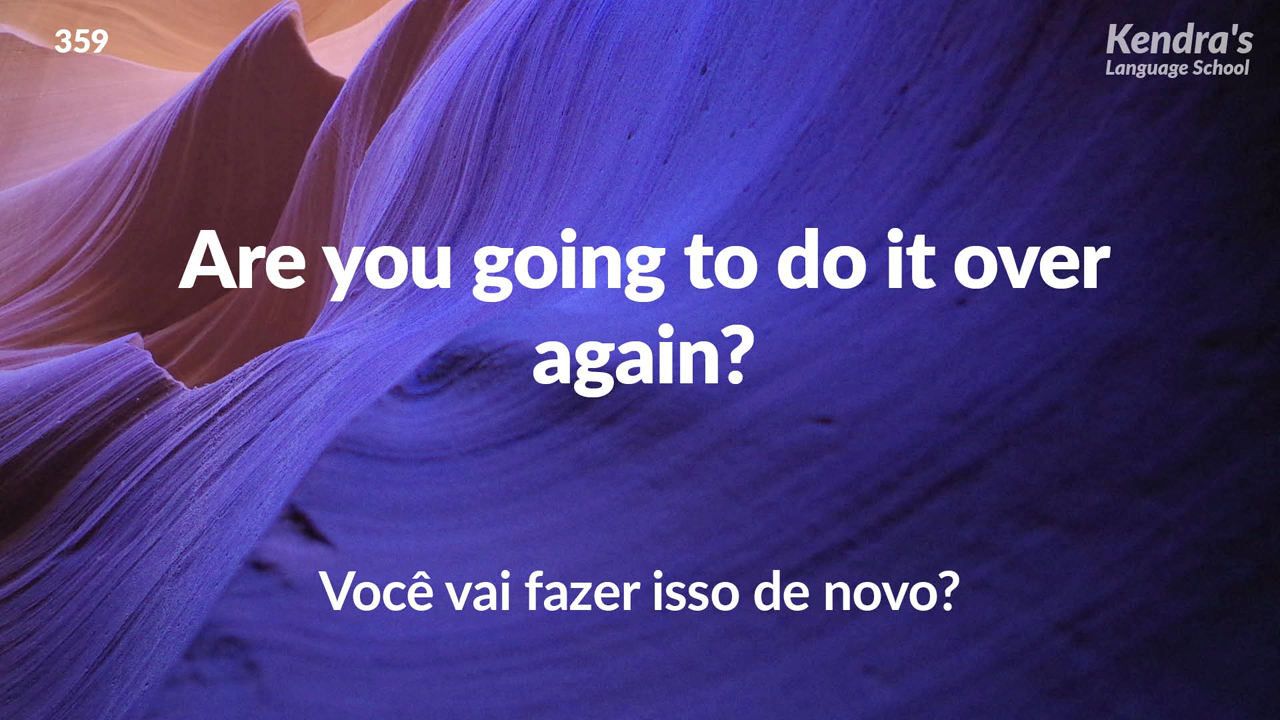 359
Kendra's
Language School
Are you going to do it over
again?
Você vai fazer isso de novo?